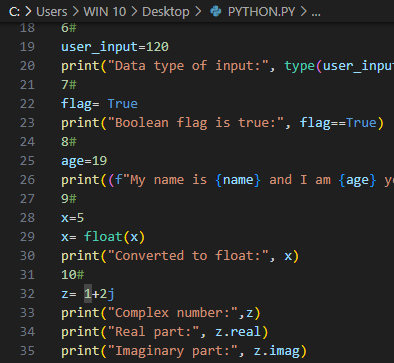 C: > Users > WIN 10 > Desktop > PYTHON.PY > ...
18 6#
19 user_input=120
20 print("Data type of input:", type(user_input
21 7#
22 flag= True
23 print("Boolean flag is true:", flag==True)
24 8#
25 age=19
26 print((f"My name is {name} and I am {age} y
27 9#
28 x=5
29 x= float(x)
30 print("Converted to float:", x)
31 10#
32 z= 1+2j
33 print("Complex number:",z)
34 print("Real part:", z.real)
35 print("Imaginary part:", z.imag)